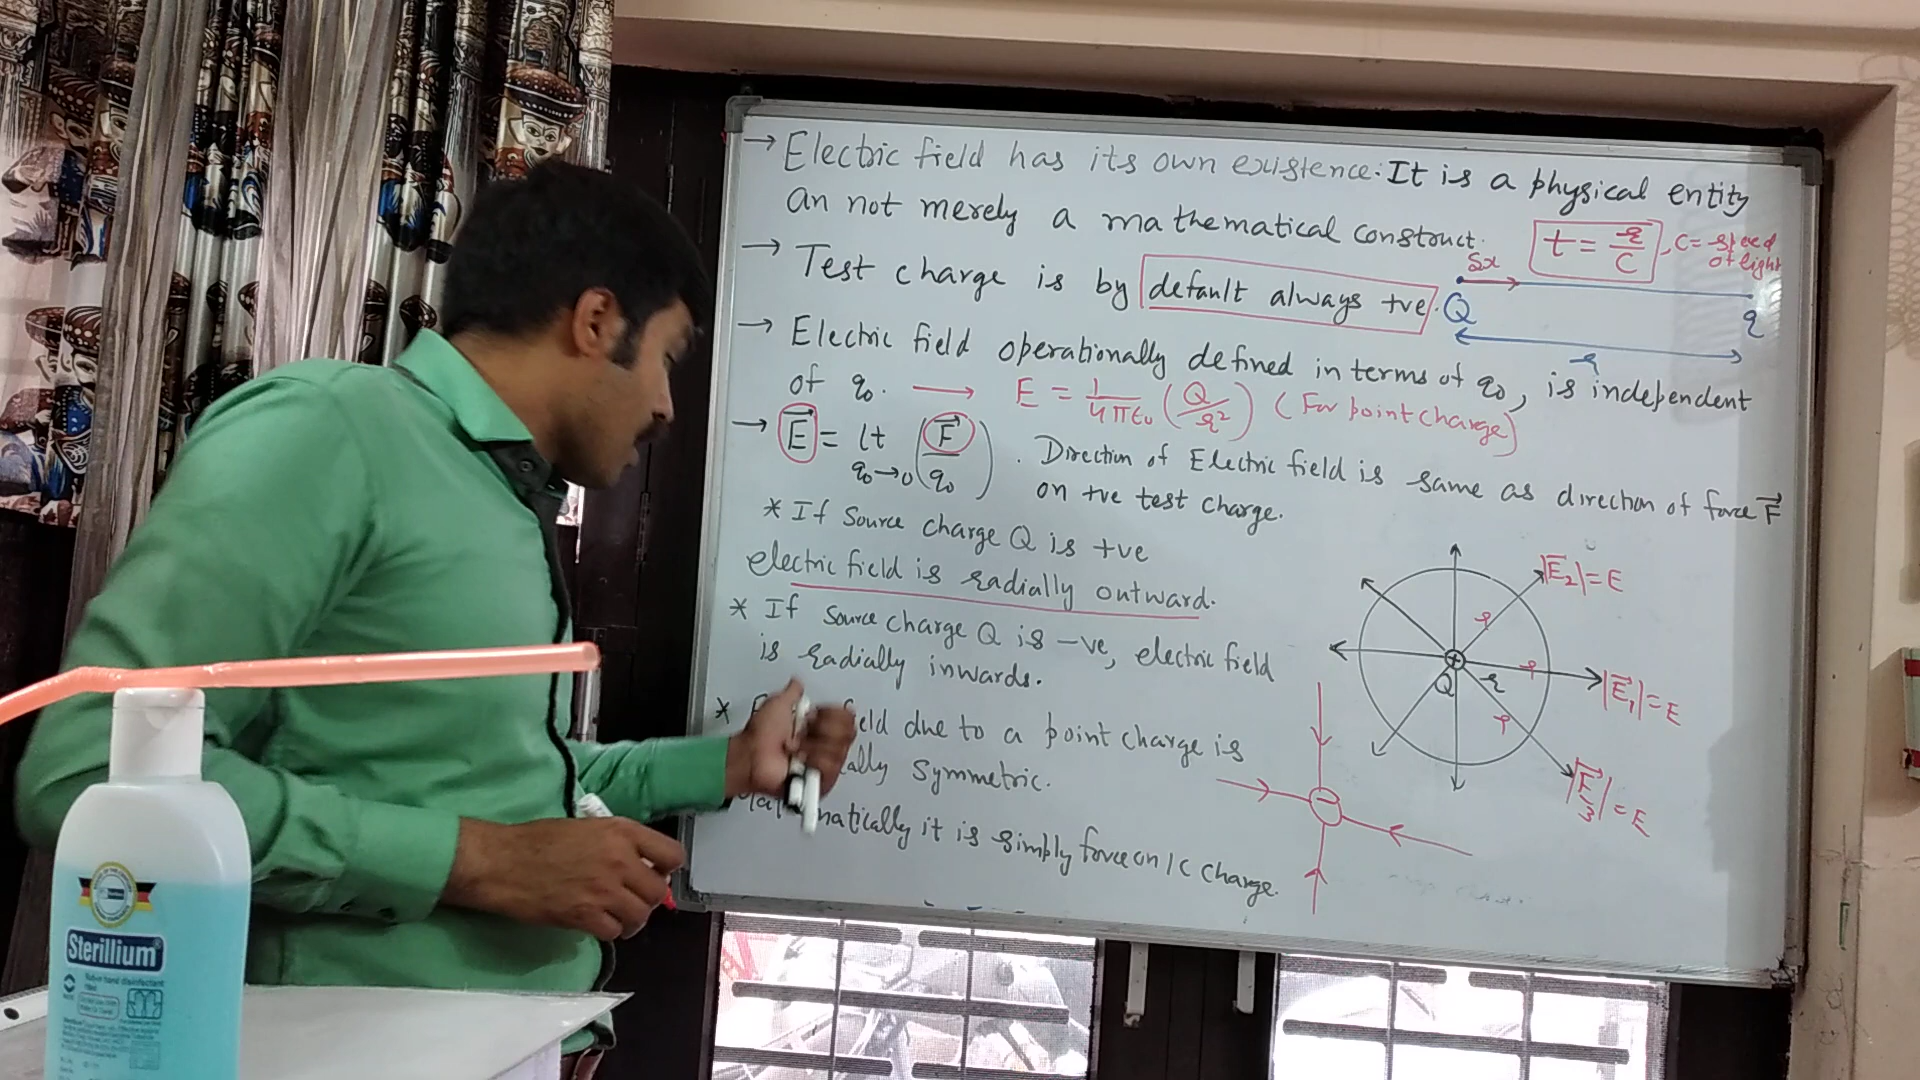 → Electric field has its own existence. It is a physical entity
an not merely a mathematical construct.
t = r/C , C = speed
of light
→ Test charge is by default always +ve.
δx
Q
q
r
→ Electric field operationally defined in terms of q₀, is independent
of q₀. → E = 1/4πε₀ (Q/r²) (For point charge)
→ E⃗ = lt q₀→0 (F⃗/q₀) . Direction of Electric field is same as direction of force F⃗
on +ve test charge.
* If Source charge Q is +ve
electric field is radially outward.
* If Source charge Q is -ve, electric field
is radially inwards.
* field due to a point charge is
ally Symmetric.
matically it is simply force on 1C charge.
|E⃗₂| = E
r
r
|E⃗₁| = E
+
Q
r
r
|E⃗₃| = E
−
Sterillium